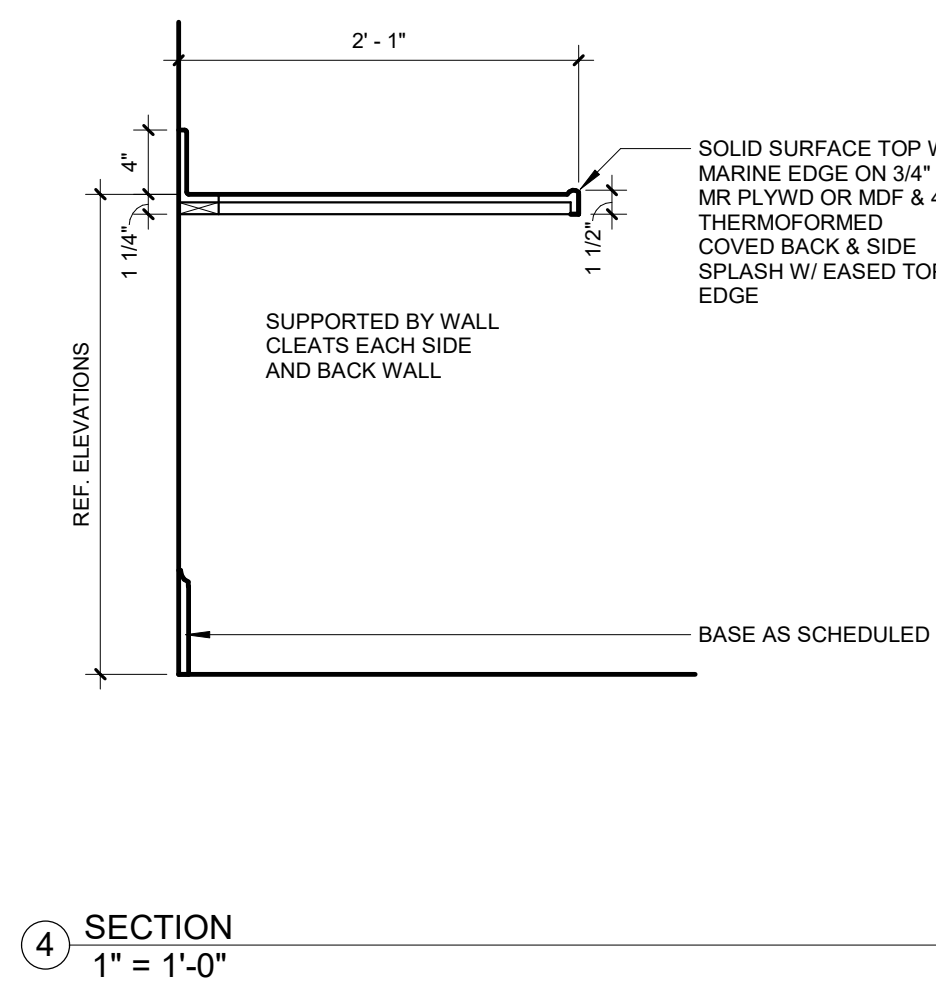 2' - 1"
4"
1 1/4"
1 1/2"
SOLID SURFACE TOP
MARINE EDGE ON 3/4"
MR PLYWD OR MDF &
THERMOFORMED
COVED BACK & SIDE
SPLASH W/ EASED TOP
EDGE
SUPPORTED BY WALL
CLEATS EACH SIDE
AND BACK WALL
REF. ELEVATIONS
BASE AS SCHEDULED
4
SECTION
1" = 1'-0"